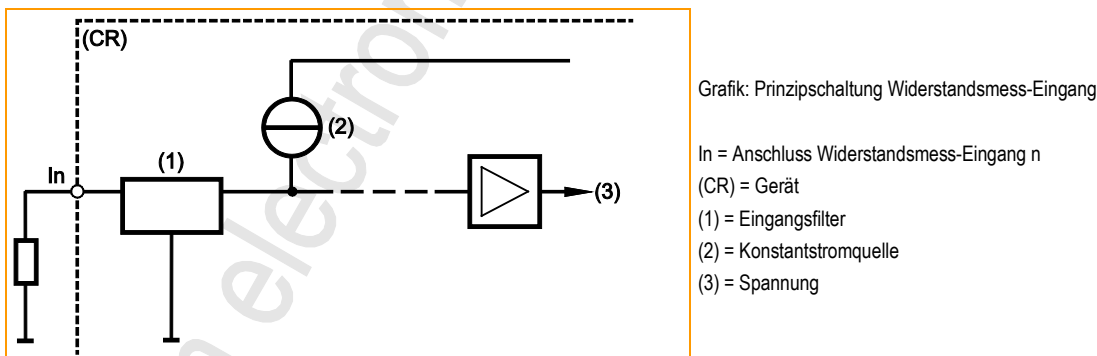 (CR)
(2)
In
(1)
(3)
Grafik: Prinzipschaltung Widerstandsmess-Eingang
In = Anschluss Widerstandsmess-Eingang n
(CR) = Gerät
(1) = Eingangsfilter
(2) = Konstantstromquelle
(3) = Spannung
n electron